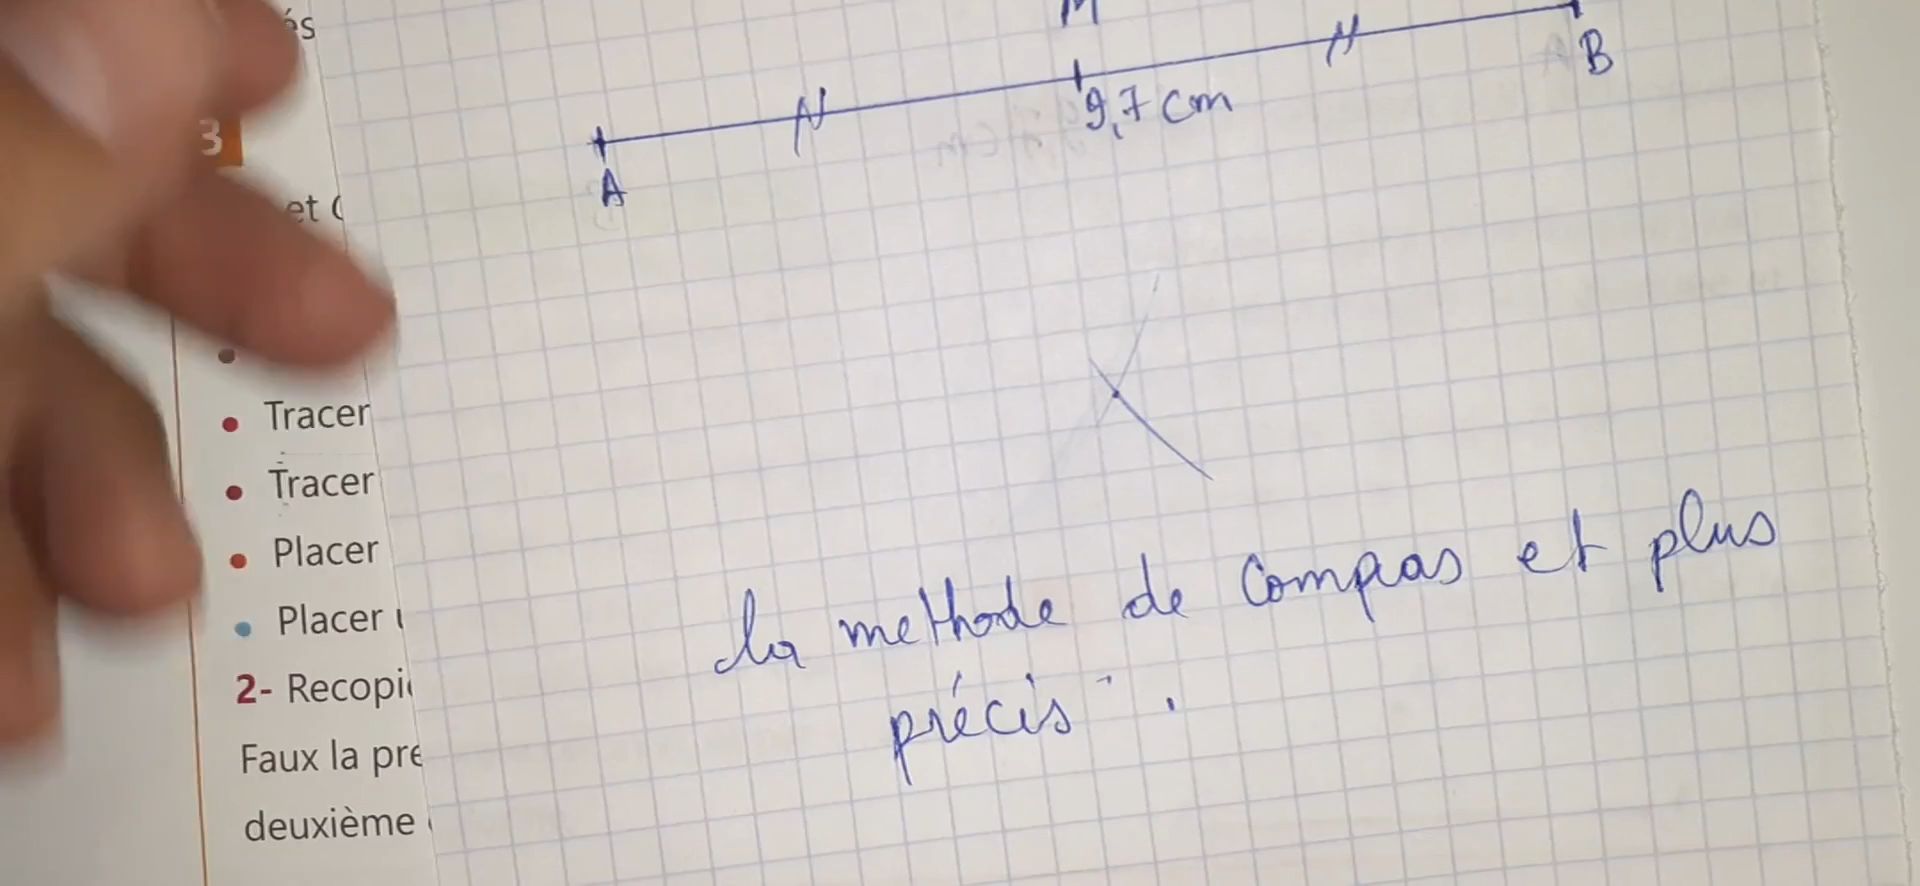 és
M
B
9,7 cm
3
A
et
Tracer
Tracer
Placer
Placer
2- Recopi
Faux la pre
deuxième
la methode de compas et plus
précis .